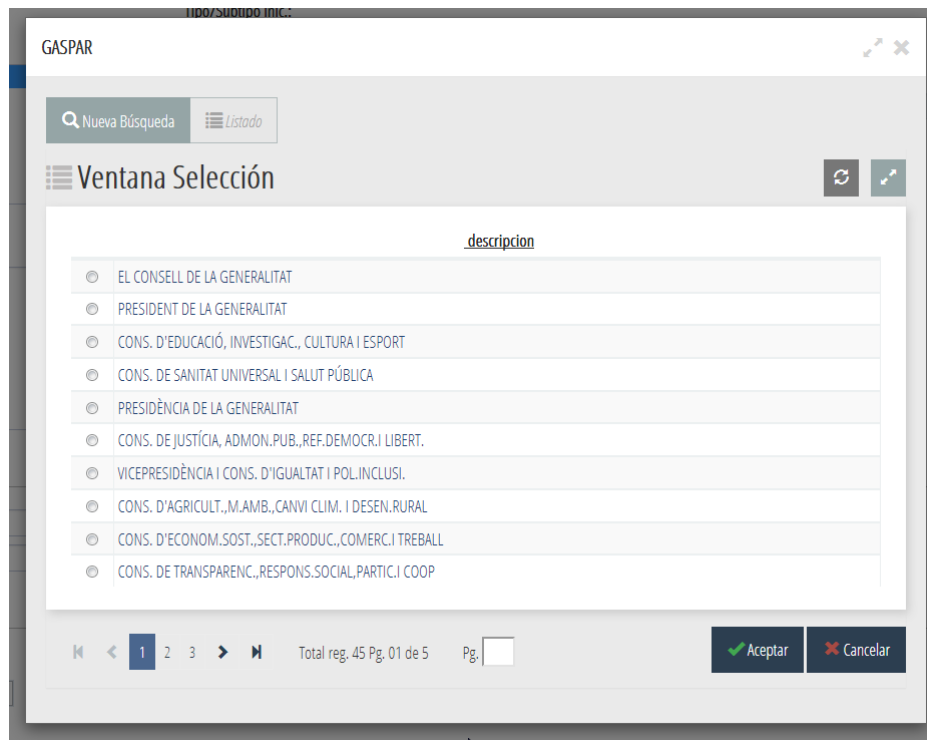 Tipo/Subtipo Inic.:
GASPAR
Nueva Búsqueda Listado
Ventana Selección
_descripcion
EL CONSELL DE LA GENERALITAT
PRESIDENT DE LA GENERALITAT
CONS. D'EDUCACIÓ, INVESTIGAC., CULTURA I ESPORT
CONS. DE SANITAT UNIVERSAL I SALUT PÚBLICA
PRESIDÈNCIA DE LA GENERALITAT
CONS. DE JUSTÍCIA, ADMON.PUB.,REF.DEMOCR.I LIBERT.
VICEPRESIDÈNCIA I CONS. D'IGUALTAT I POL.INCLUSI.
CONS. D'AGRICULT.,M.AMB.,CANVI CLIM. I DESEN.RURAL
CONS. D'ECONOM.SOST.,SECT.PRODUC.,COMERC.I TREBALL
CONS. DE TRANSPARENC.,RESPONS.SOCIAL,PARTIC.I COOP
1 2 3 Total reg. 45 Pg. 01 de 5 Pg. Aceptar Cancelar